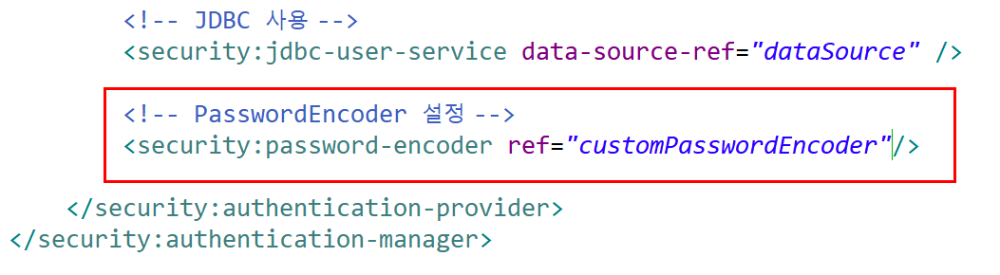 <!-- JDBC 사용 -->
<security:jdbc-user-service data-source-ref="dataSource" />
<!-- PasswordEncoder 설정 -->
<security:password-encoder ref="customPasswordEncoder"/>
</security:authentication-provider>
</security:authentication-manager>